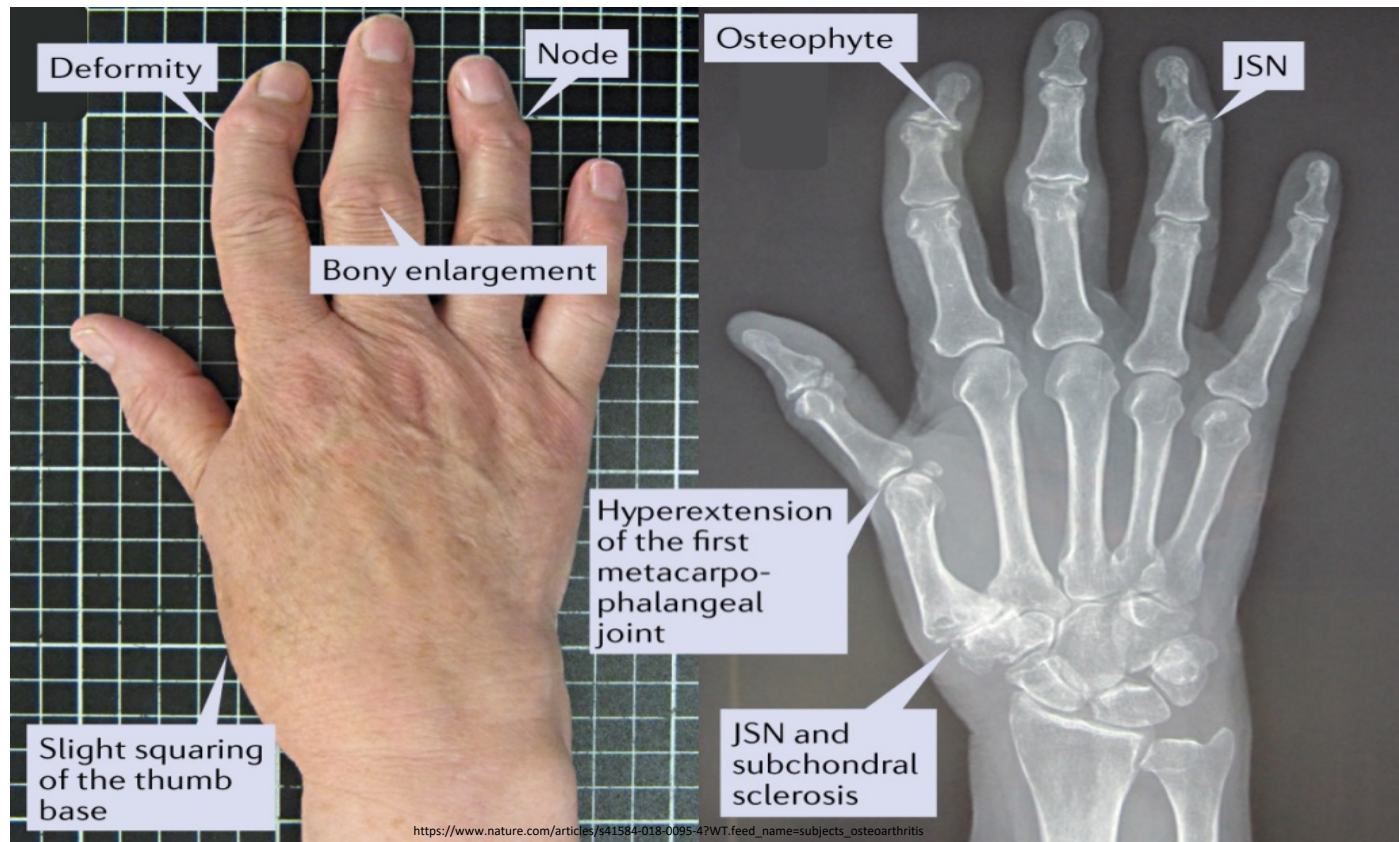 Deformity
Node
Bony enlargement
Slight squaring
of the thumb
base
Osteophyte
JSN
Hyperextension
of the first
metacarpo-
phalangeal
joint
JSN and
subchondral
sclerosis
https://www.nature.com/articles/s41584-018-0095-4?WT.feed_name=subjects_osteoarthritis